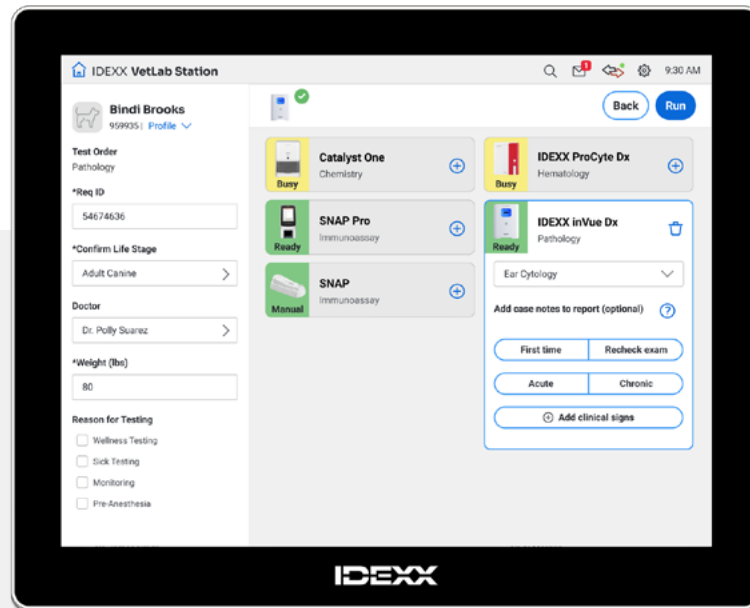 IDEXX VetLab Station
1
9:30 AM
Bindi Brooks
959935| Profile
Back
Run
Test Order
Pathology
*Req ID
54674636
*Confirm Life Stage
Adult Canine
Doctor
Dr. Polly Suarez
*Weight (lbs)
80
Reason for Testing
Wellness Testing
Sick Testing
Monitoring
Pre-Anesthesia
Catalyst One
Chemistry
Busy
IDEXX ProCyte Dx
Hematology
Busy
SNAP Pro
Immunoassay
Ready
IDEXX inVue Dx
Pathology
Ready
SNAP
Immunoassay
Manual
Ear Cytology
Add case notes to report (optional) ?
First time
Recheck exam
Acute
Chronic
Add clinical signs
IDEXX